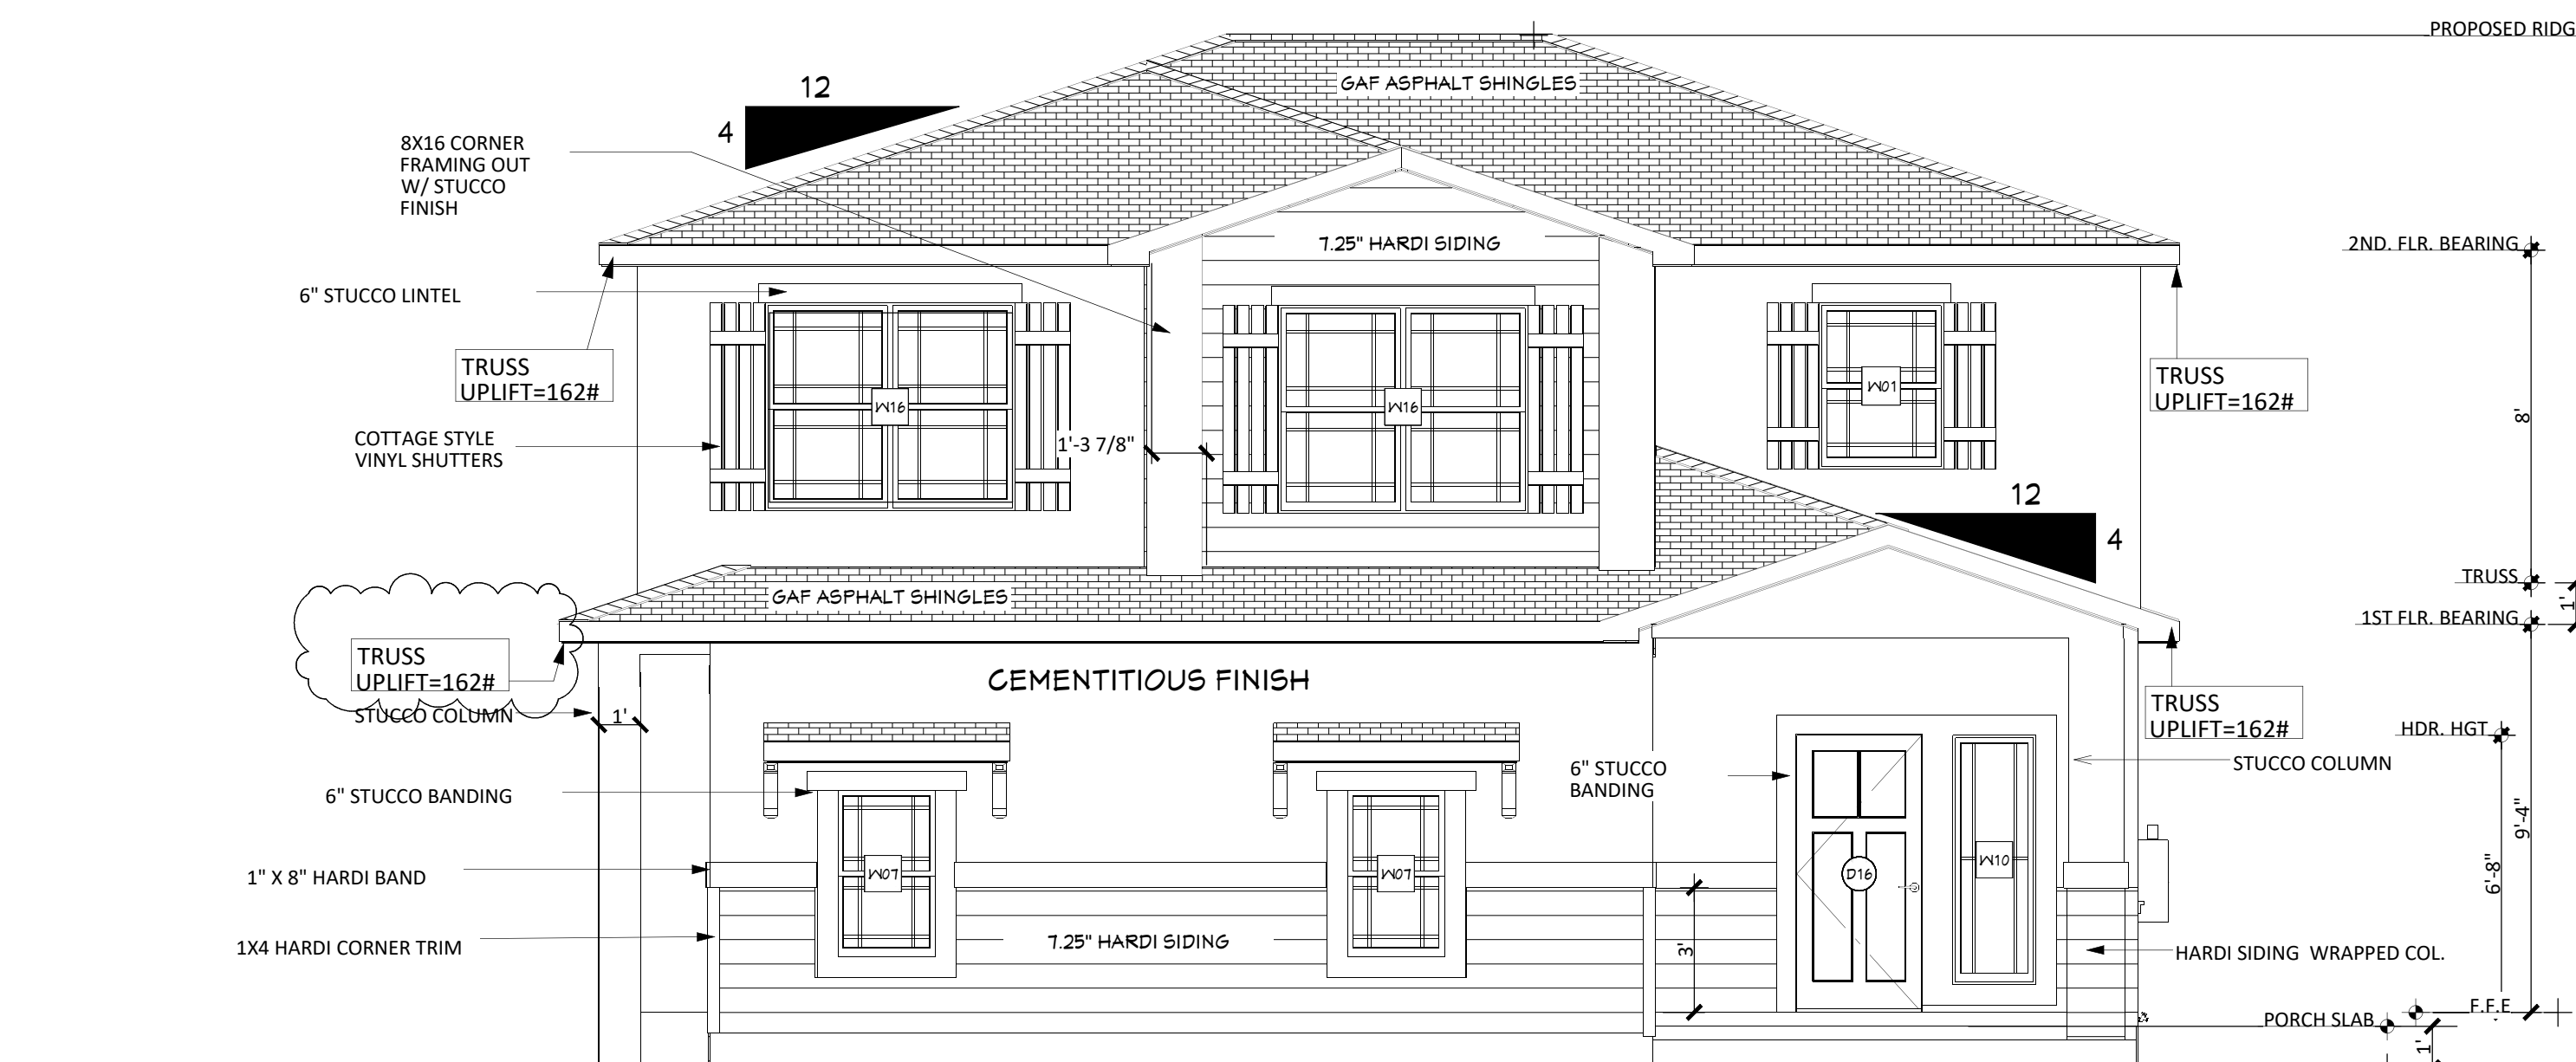 PROPOSED RIDG
GAF ASPHALT SHINGLES
12
4
8X16 CORNER
FRAMING OUT
W/ STUCCO
FINISH
7.25" HARDI SIDING
2ND. FLR. BEARING
6" STUCCO LINTEL
TRUSS
UPLIFT=162#
TRUSS
UPLIFT=162#
W16
W16
W01
8'
COTTAGE STYLE
VINYL SHUTTERS
1'-3 7/8"
12
4
TRUSS
1'
1ST FLR. BEARING
GAF ASPHALT SHINGLES
TRUSS
UPLIFT=162#
CEMENTITIOUS FINISH
STUCCO COLUMN
1'
TRUSS
UPLIFT=162#
HDR. HGT
STUCCO COLUMN
6" STUCCO
BANDING
6" STUCCO BANDING
9'-4"
6'-8"
1" X 8" HARDI BAND
W07
W07
D16
W10
1X4 HARDI CORNER TRIM
7.25" HARDI SIDING
3'
HARDI SIDING  WRAPPED COL.
F.F.E
PORCH SLAB
1'